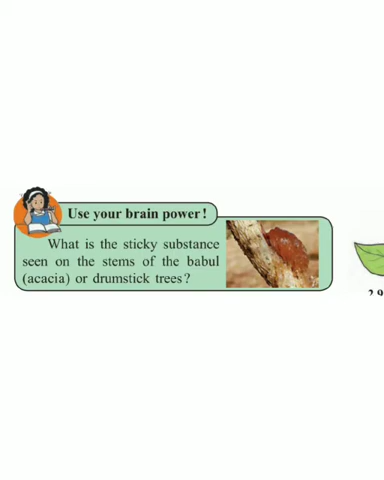 Use your brain power!
What is the sticky substance
seen on the stems of the babul
(acacia) or drumstick trees?